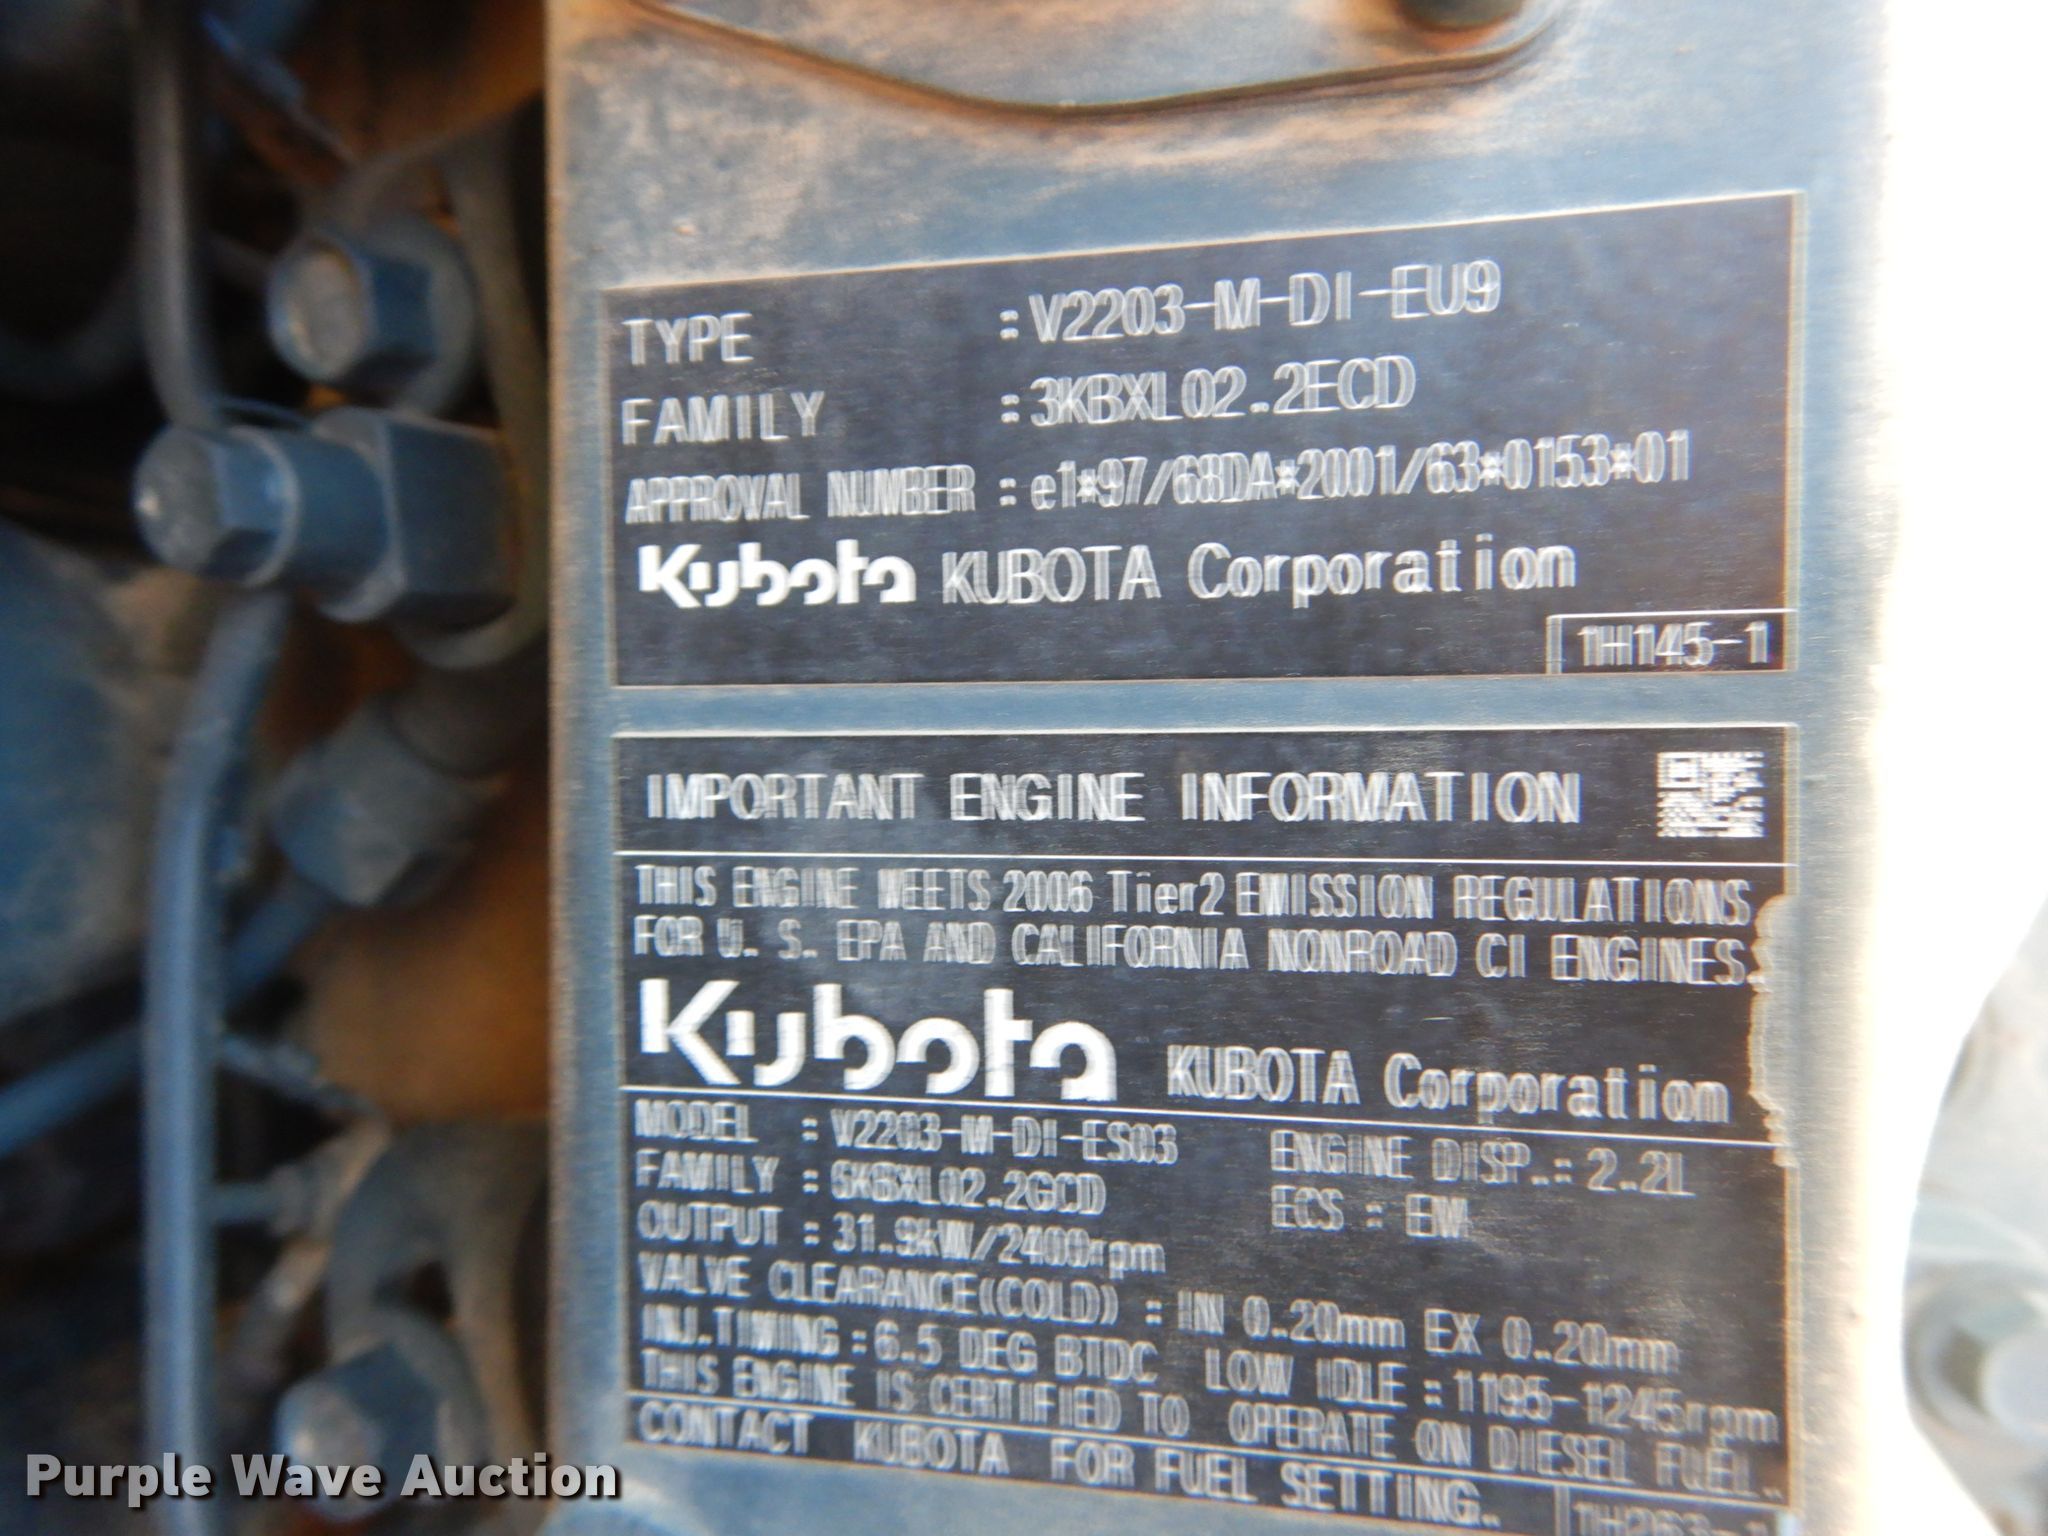 TYPE : V2203-M-DI-EU9
FAMILY : 3KBXL02.2ECD
APPROVAL NUMBER : e1*97/68DA*2001/63*0153*01
Kubota KUBOTA Corporation
1H145-1
IMPORTANT ENGINE INFORMATION
THIS ENGINE MEETS 2006 Tier2 EMISSION REGULATIONS
FOR U. S. EPA AND CALIFORNIA NONROAD CI ENGINES.
Kubota KUBOTA Corporation
MODEL : V2203-M-DI-ES03 ENGINE DISP.: 2.2L
FAMILY : 6KBXL02.2GCD ECS : EM
OUTPUT : 31.9kW/2400rpm
VALVE CLEARANCE(COLD) : IN 0.20mm EX 0.20mm
INJ.TIMING : 6.5 DEG BTDC LOW IDLE : 1195-1245rpm
THIS ENGINE IS CERTIFIED TO OPERATE ON DIESEL FUEL.
CONTACT KUBOTA FOR FUEL SETTING.
1H263-1
Purple Wave Auction